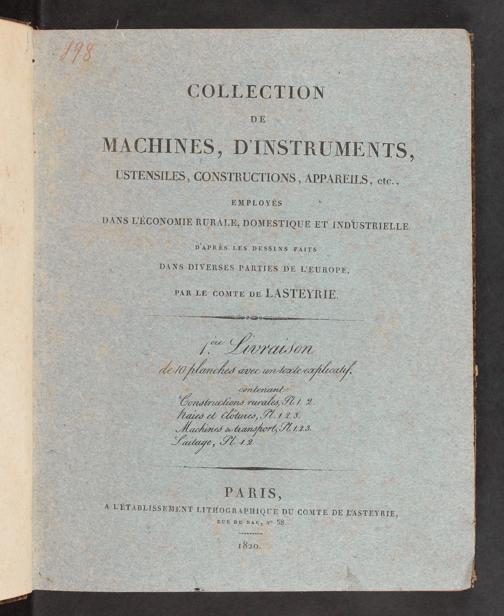 198
COLLECTION
DE
MACHINES, D'INSTRUMENTS,
USTENSILES, CONSTRUCTIONS, APPAREILS, etc.,
EMPLOYÉS
DANS L'ÉCONOMIE RURALE, DOMESTIQUE ET INDUSTRIELLE
D'APRÈS LES DESSINS FAITS
DANS DIVERSES PARTIES DE L'EUROPE,
PAR LE COMTE DE LASTEYRIE.
1.ère Livraison
de 10 planches avec un texte explicatif.
contenant
Constructions rurales, Pl. 1. 2.
haies et clôtures, Pl. 1. 2. 3.
Machines de transport, Pl. 1.2.3.
Laitage, Pl. 1.2
PARIS,
A L'ÉTABLISSEMENT LITHOGRAPHIQUE DU COMTE DE LASTEYRIE,
RUE DU BAC, Nº 58.
1820.